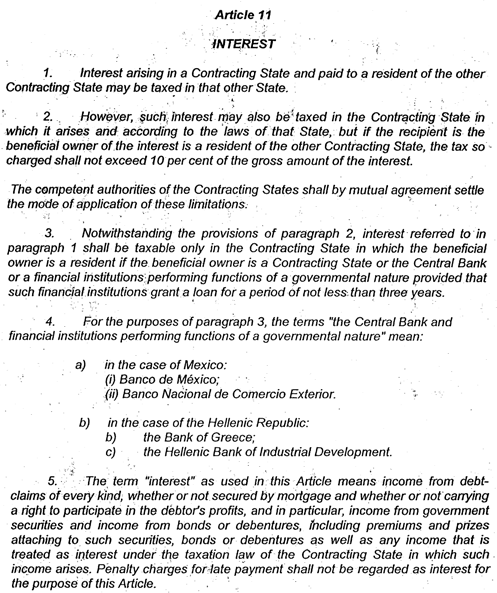 Article 11
INTEREST
1. Interest arising in a Contracting State and paid to a resident of the other
Contracting State may be taxed in that other State.
2. However, such interest may also be taxed in the Contracting State in
which it arises and according to the laws of that State, but if the recipient is the
beneficial owner of the interest is a resident of the other Contracting State, the tax so
charged shall not exceed 10 per cent of the gross amount of the interest.
The competent authorities of the Contracting States shall by mutual agreement settle
the mode of application of these limitations.
3. Notwithstanding the provisions of paragraph 2, interest referred to in
paragraph 1 shall be taxable only in the Contracting State in which the beneficial
owner is a resident if the beneficial owner is a Contracting State or the Central Bank
or a financial institutions performing functions of a governmental nature provided that
such financial institutions grant a loan for a period of not less than three years.
4. For the purposes of paragraph 3, the terms "the Central Bank and
financial institutions performing functions of a governmental nature" mean:
a) in the case of Mexico:
(i) Banco de México;
(ii) Banco Nacional de Comercio Exterior.
b) in the case of the Hellenic Republic:
b) the Bank of Greece;
c) the Hellenic Bank of Industrial Development.
5. The term "interest" as used in this Article means income from debt-
claims of every kind, whether or not secured by mortgage and whether or not carrying
a right to participate in the debtor's profits, and in particular, income from government
securities and income from bonds or debentures, including premiums and prizes
attaching to such securities, bonds or debentures as well as any income that is
treated as interest under the taxation law of the Contracting State in which such
income arises. Penalty charges for late payment shall not be regarded as interest for
the purpose of this Article.